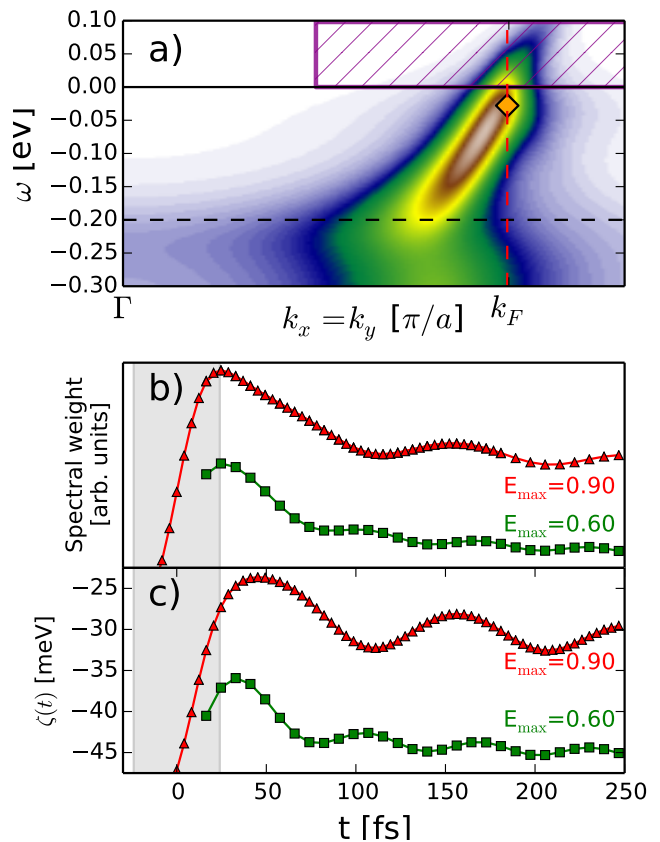 a)
0.10
0.05
0.00
−0.05
−0.10
−0.15
−0.20
−0.25
−0.30
ω [ev]
Γ
k_x = k_y [π/a]
k_F
b)
Spectral weight
[arb. units]
E_max=0.90
E_max=0.60
c)
−25
−30
−35
−40
−45
ζ(t) [meV]
E_max=0.90
E_max=0.60
0 50 100 150 200 250
t [fs]